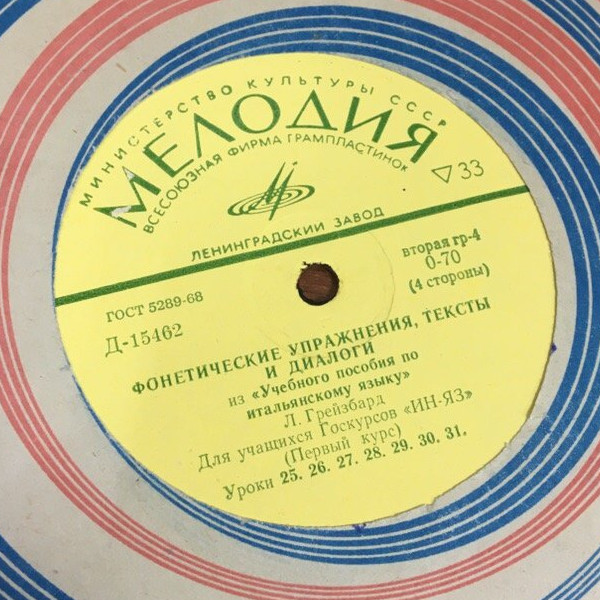 МИНИСТЕРСТВО КУЛЬТУРЫ СССР
МЕЛОДИЯ
ВСЕСОЮЗНАЯ ФИРМА ГРАМПЛАСТИНОК
33
ЛЕНИНГРАДСКИЙ ЗАВОД
ГОСТ 5289-68
Д-15462
вторая гр-4
0-70
(4 стороны)
ФОНЕТИЧЕСКИЕ УПРАЖНЕНИЯ, ТЕКСТЫ
И ДИАЛОГИ
из «Учебного пособия по
итальянскому языку»
Л. Грейзбард
Для учащихся Госкурсов «ИН-ЯЗ»
(Первый курс)
Уроки 25. 26. 27. 28. 29. 30. 31.